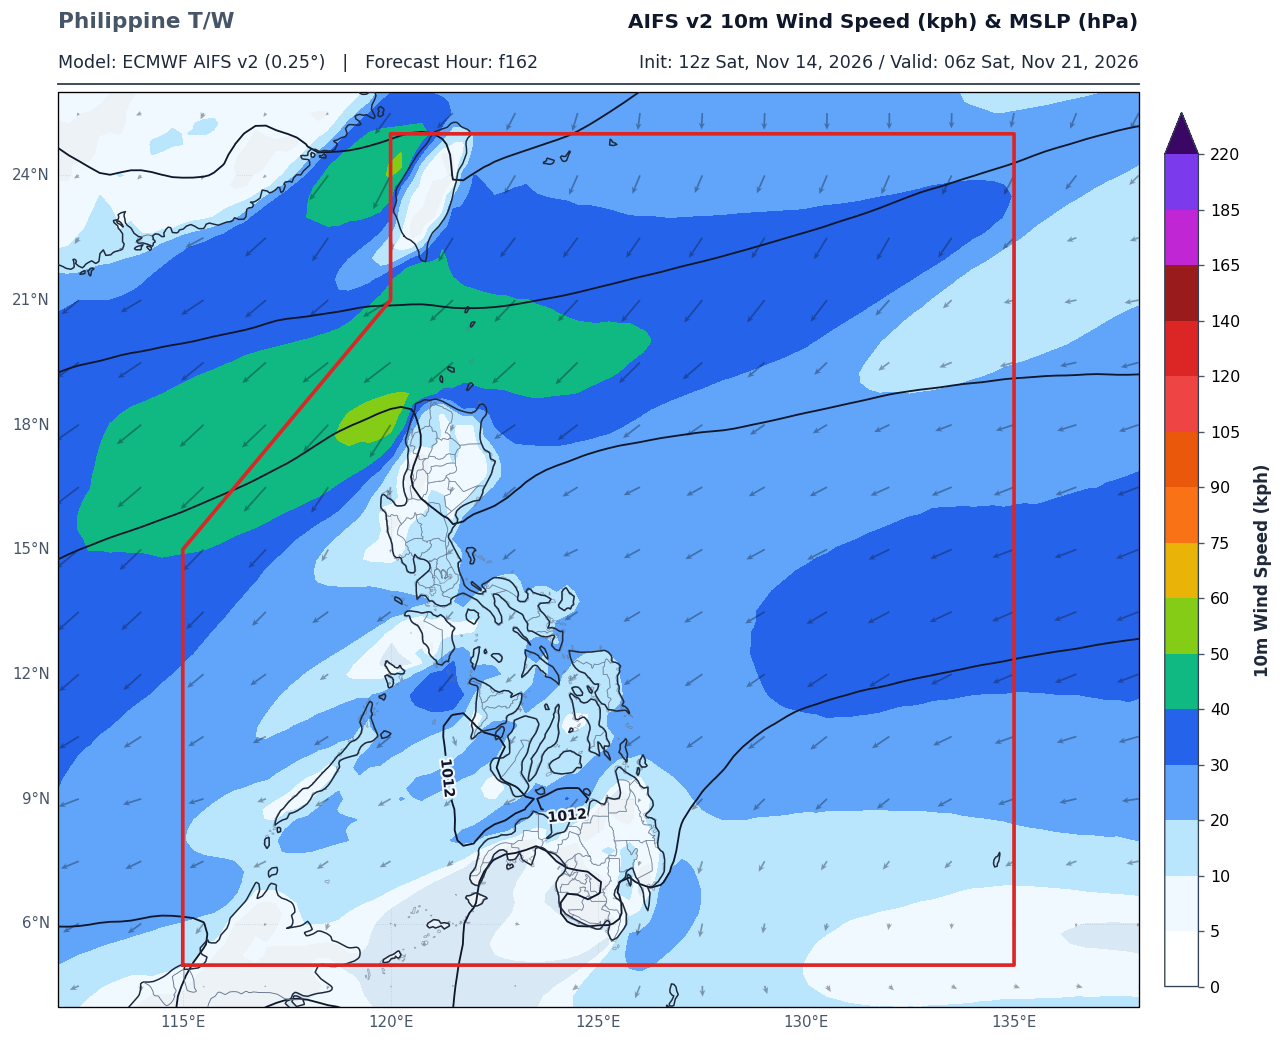 Philippine T/W
AIFS v2 10m Wind Speed (kph) & MSLP (hPa)
Model: ECMWF AIFS v2 (0.25°) | Forecast Hour: f162
Init: 12z Sat, Nov 14, 2026 / Valid: 06z Sat, Nov 21, 2026
24°N
21°N
18°N
15°N
12°N
9°N
6°N
1012
1012
115°E
120°E
125°E
130°E
135°E
220
185
165
140
120
105
90
75
60
50
40
30
20
10
5
0
10m Wind Speed (kph)